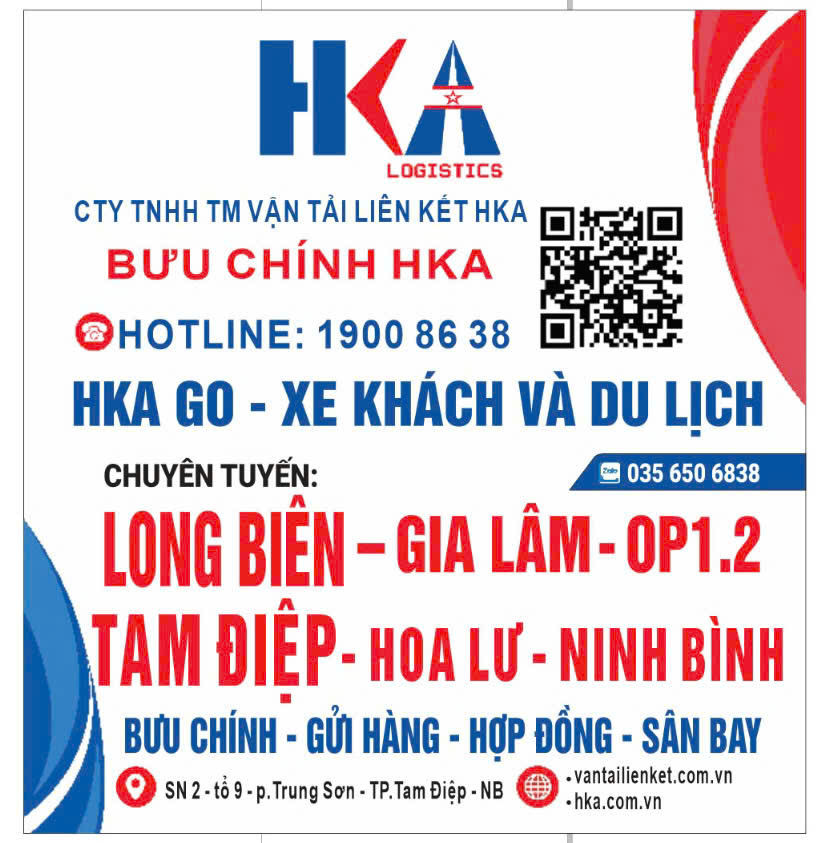 HKA
LOGISTICS
CTY TNHH TM VẬN TẢI LIÊN KẾT HKA
BƯU CHÍNH HKA
HOTLINE: 1900 86 38
HKA GO - XE KHÁCH VÀ DU LỊCH
CHUYÊN TUYẾN:
Zalo 035 650 6838
LONG BIÊN – GIA LÂM - OP1.2
TAM ĐIỆP - HOA LƯ - NINH BÌNH
BƯU CHÍNH - GỬI HÀNG - HỢP ĐỒNG - SÂN BAY
SN 2 - tổ 9 - p.Trung Sơn - TP.Tam Điệp - NB
• vantailienket.com.vn
• hka.com.vn